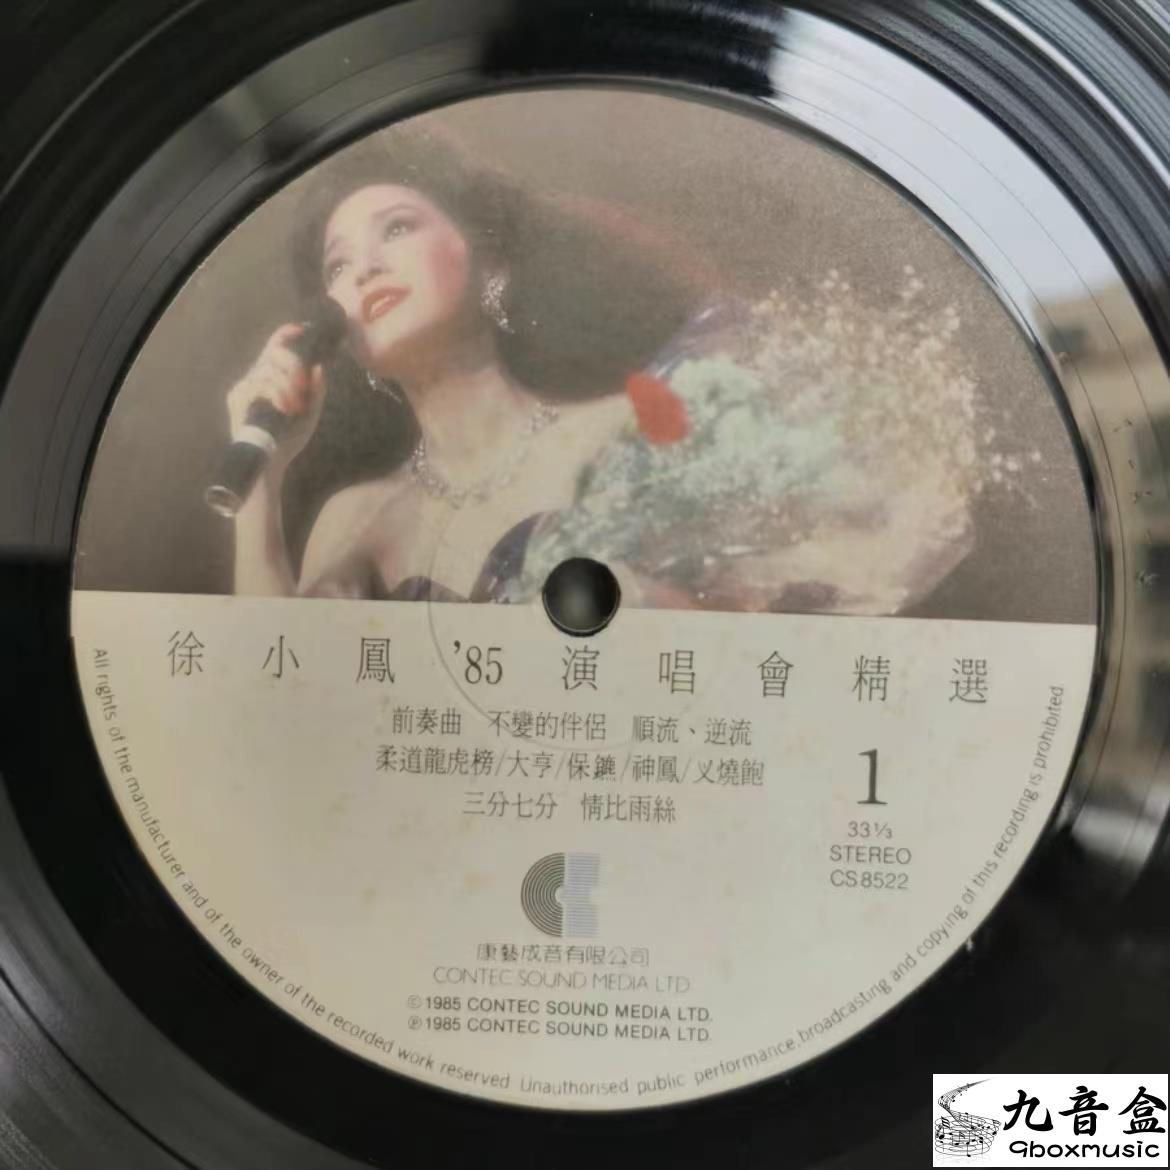 徐小鳳 '85 演唱會精選
前奏曲 不變的伴侶 順流、逆流
柔道龍虎榜/大亨/保鑣/神鳳/叉燒飽
三分七分 情比雨絲
1
33⅓
STEREO
CS8522
康藝成音有限公司
CONTEC SOUND MEDIA LTD.
©1985 CONTEC SOUND MEDIA LTD.
℗1985 CONTEC SOUND MEDIA LTD.
All rights of the manufacturer and of the owner of the recorded work reserved. Unauthorised public performance, broadcasting and copying of this recording is prohibited.
九音盒
9boxmusic